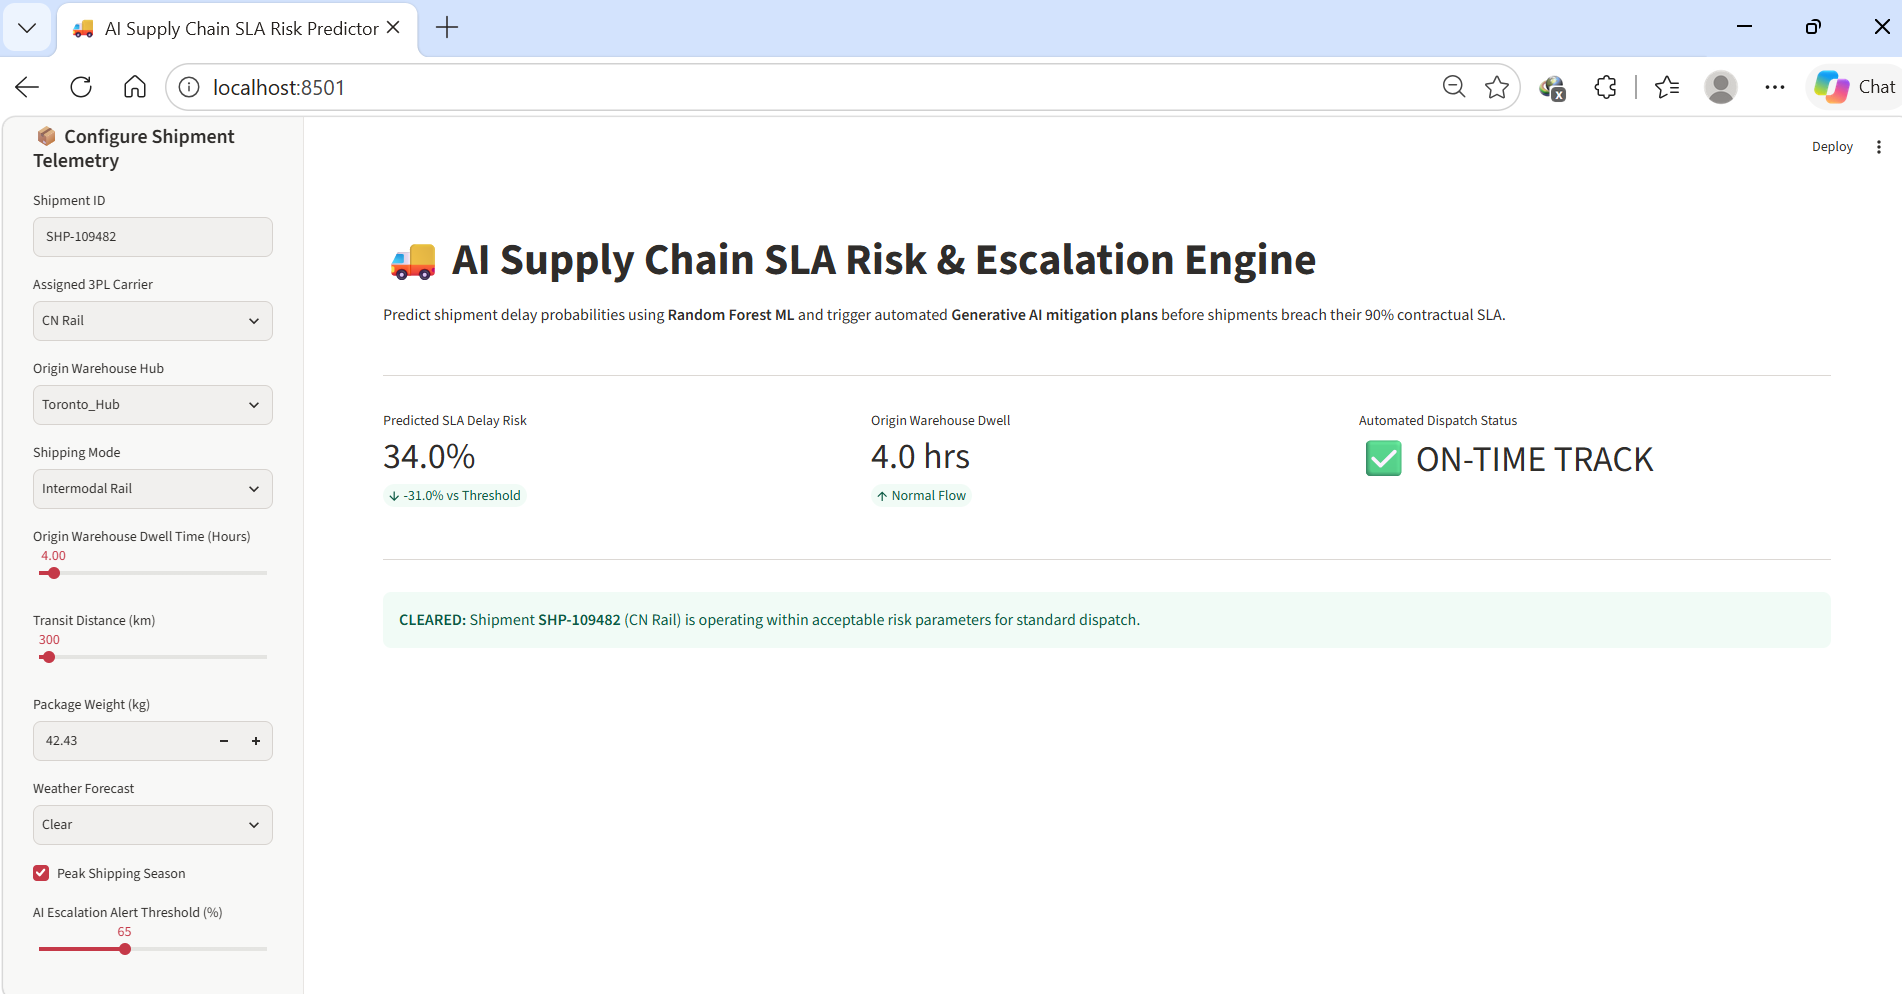 AI Supply Chain SLA Risk Predictor
localhost:8501
Chat
Configure Shipment
Telemetry
Shipment ID
SHP-109482
Assigned 3PL Carrier
CN Rail
Origin Warehouse Hub
Toronto_Hub
Shipping Mode
Intermodal Rail
Origin Warehouse Dwell Time (Hours)
4.00
Transit Distance (km)
300
Package Weight (kg)
42.43
Weather Forecast
Clear
Peak Shipping Season
AI Escalation Alert Threshold (%)
65
Deploy
AI Supply Chain SLA Risk & Escalation Engine
Predict shipment delay probabilities using Random Forest ML and trigger automated Generative AI mitigation plans before shipments breach their 90% contractual SLA.
Predicted SLA Delay Risk
34.0%
↓ -31.0% vs Threshold
Origin Warehouse Dwell
4.0 hrs
↑ Normal Flow
Automated Dispatch Status
✅ ON-TIME TRACK
CLEARED: Shipment SHP-109482 (CN Rail) is operating within acceptable risk parameters for standard dispatch.